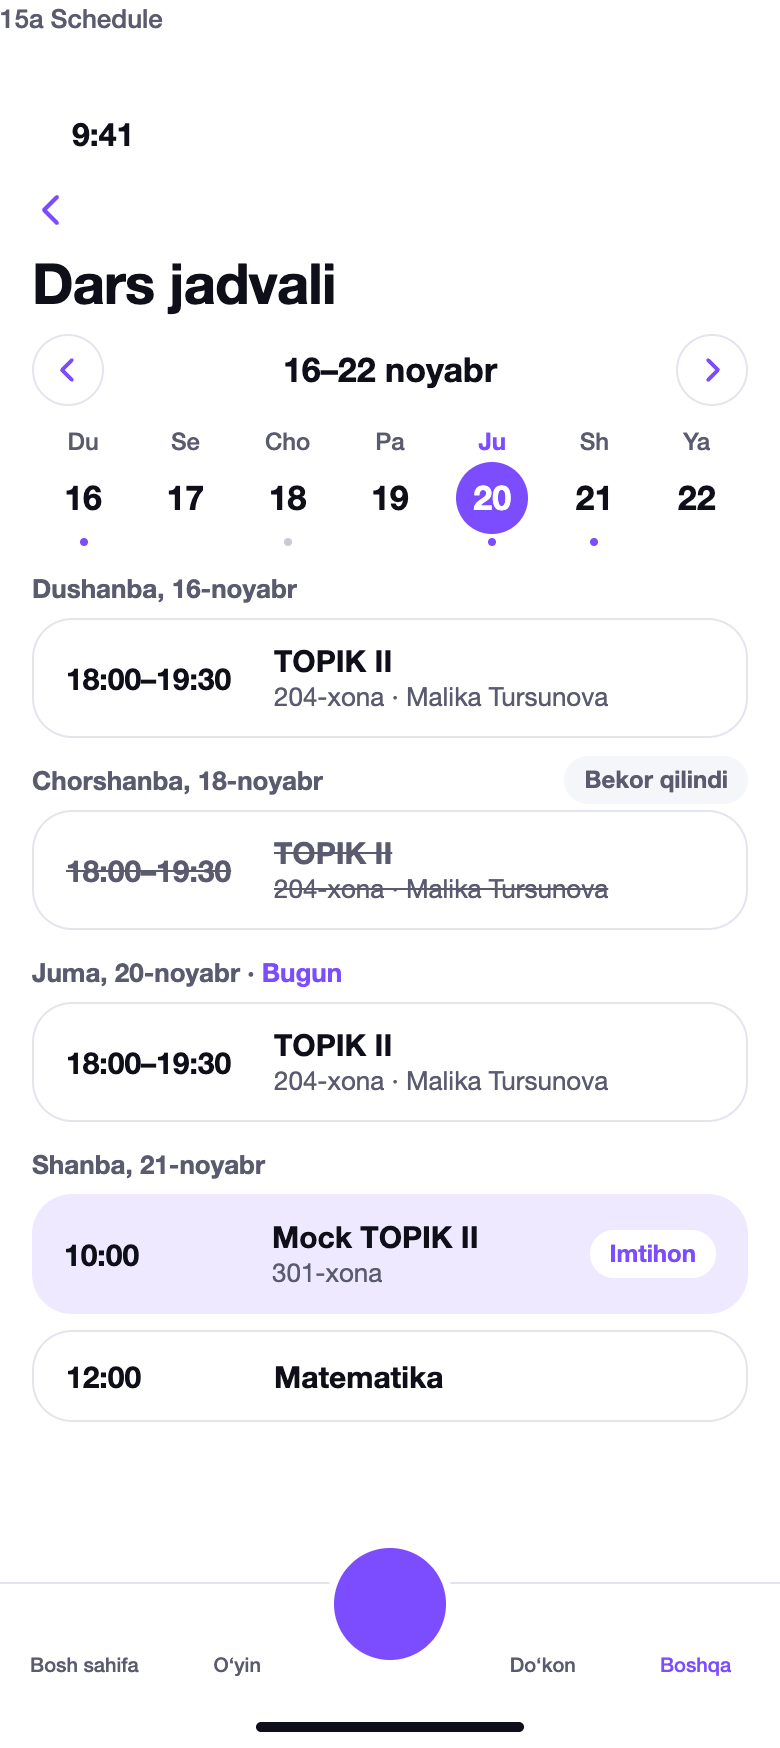 15a Schedule
9:41
Dars jadvali
16–22 noyabr
Du Se Cho Pa Ju Sh Ya
16 17 18 19 20 21 22
Dushanba, 16-noyabr
18:00–19:30 TOPIK II
204-xona · Malika Tursunova
Chorshanba, 18-noyabr Bekor qilindi
18:00–19:30 TOPIK II
204-xona · Malika Tursunova
Juma, 20-noyabr · Bugun
18:00–19:30 TOPIK II
204-xona · Malika Tursunova
Shanba, 21-noyabr
10:00 Mock TOPIK II Imtihon
301-xona
12:00 Matematika
Bosh sahifa Oʻyin Doʻkon Boshqa